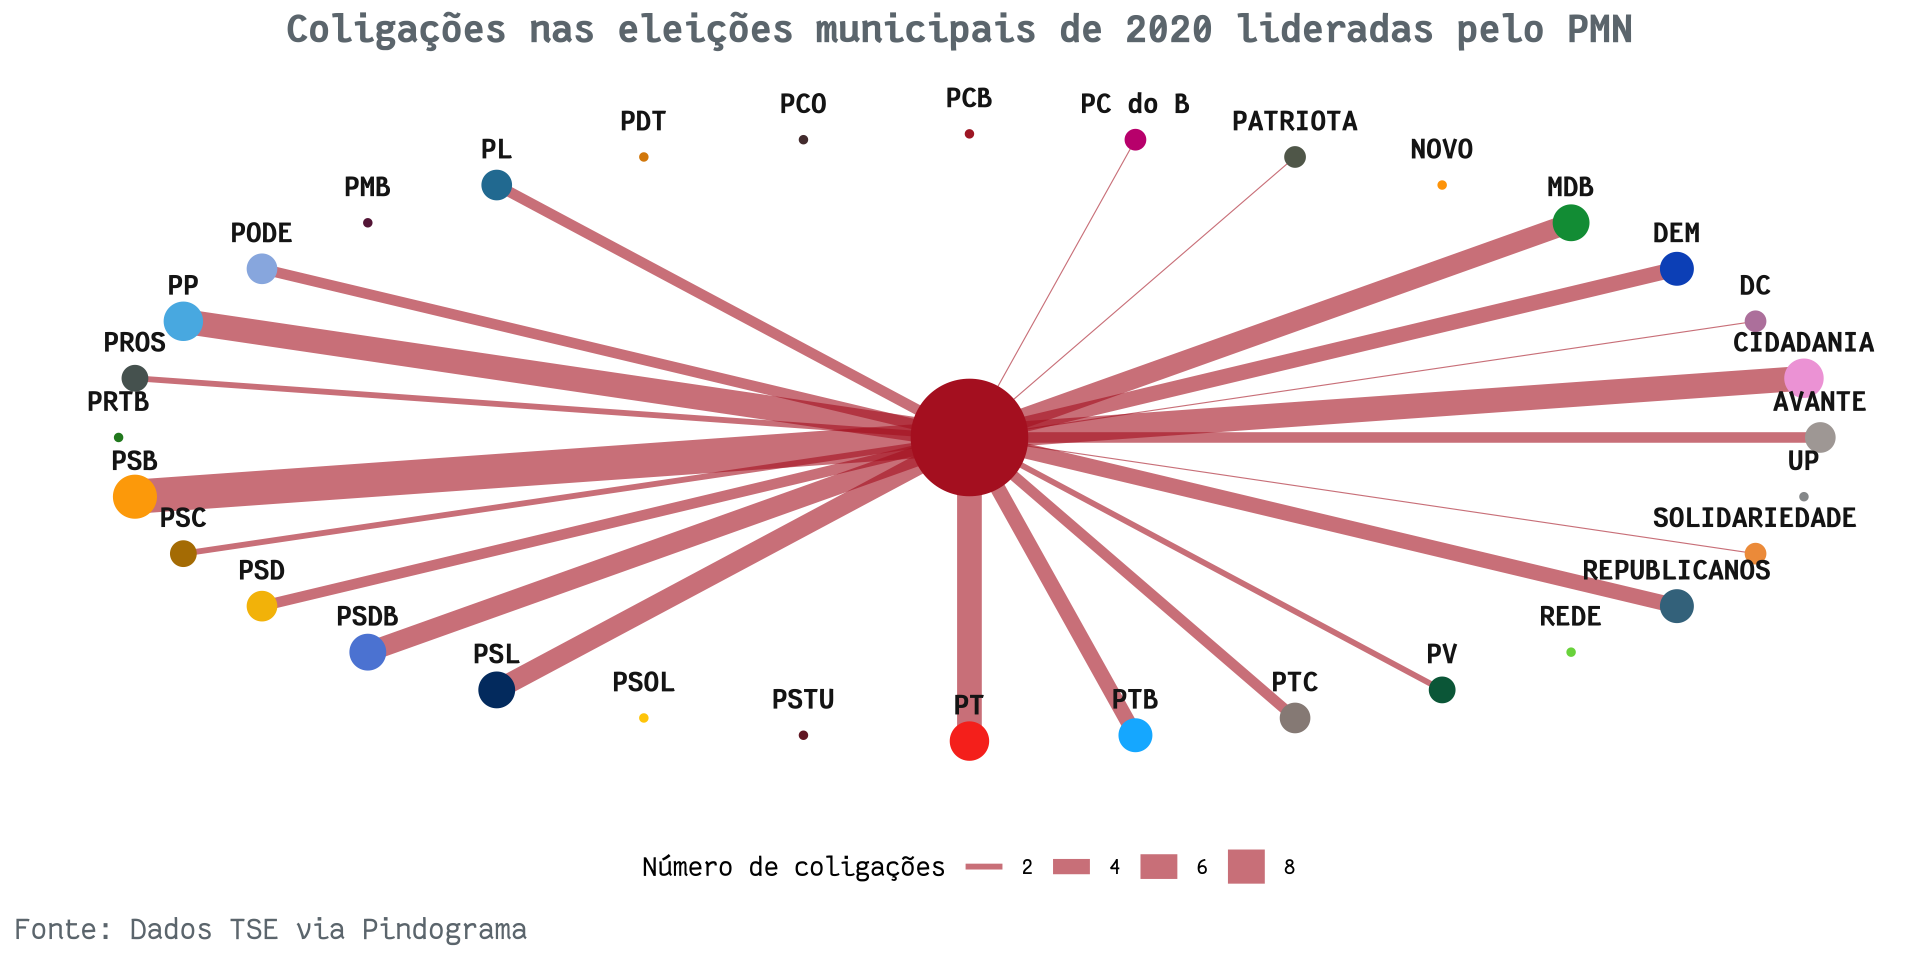 Coligações nas eleições municipais de 2020 lideradas pelo PMN
PCB
PCO
PC do B
PDT
PATRIOTA
PL
NOVO
PMB
MDB
PODE
DEM
PP
DC
PROS
CIDADANIA
PRTB
AVANTE
PSB
UP
PSC
SOLIDARIEDADE
PSD
REPUBLICANOS
PSDB
REDE
PSL
PV
PSOL
PTC
PSTU
PTB
PT
Número de coligações 2 4 6 8
Fonte: Dados TSE via Pindograma